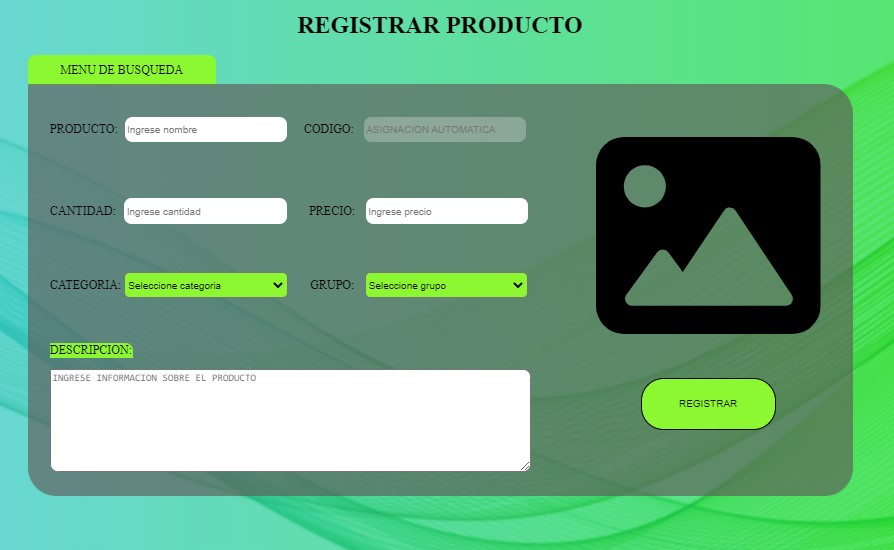 REGISTRAR PRODUCTO
MENU DE BUSQUEDA
PRODUCTO: Ingrese nombre CODIGO: ASIGNACION AUTOMATICA
CANTIDAD: Ingrese cantidad PRECIO: Ingrese precio
CATEGORIA: Seleccione categoria GRUPO: Seleccione grupo
DESCRIPCION:
INGRESE INFORMACION SOBRE EL PRODUCTO
REGISTRAR